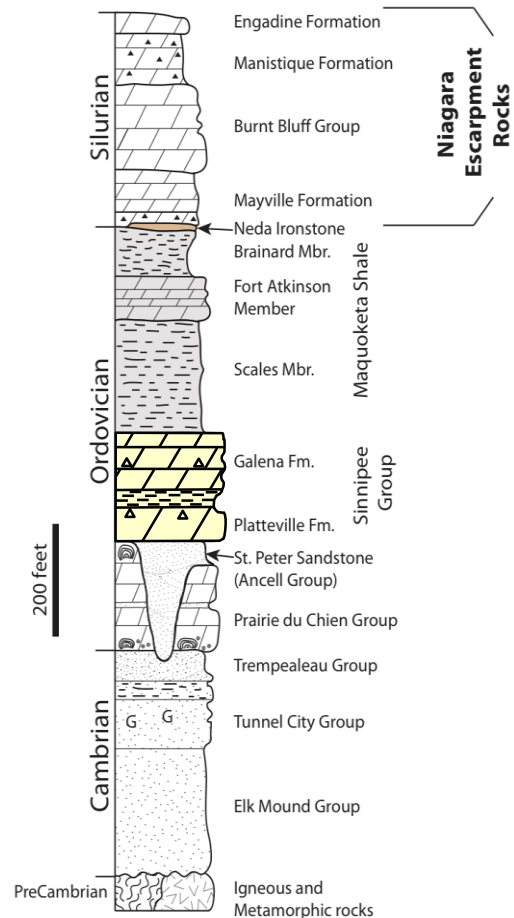 Engadine Formation
Manistique Formation
Burnt Bluff Group
Mayville Formation
Niagara
Escarpment
Rocks
Silurian
Neda Ironstone
Brainard Mbr.
Fort Atkinson
Member
Scales Mbr.
Maquoketa Shale
Ordovician
Galena Fm.
Platteville Fm.
Sinnipee
Group
St. Peter Sandstone
(Ancell Group)
Prairie du Chien Group
200 feet
Trempealeau Group
Tunnel City Group
G G
Elk Mound Group
Cambrian
PreCambrian
Igneous and
Metamorphic rocks